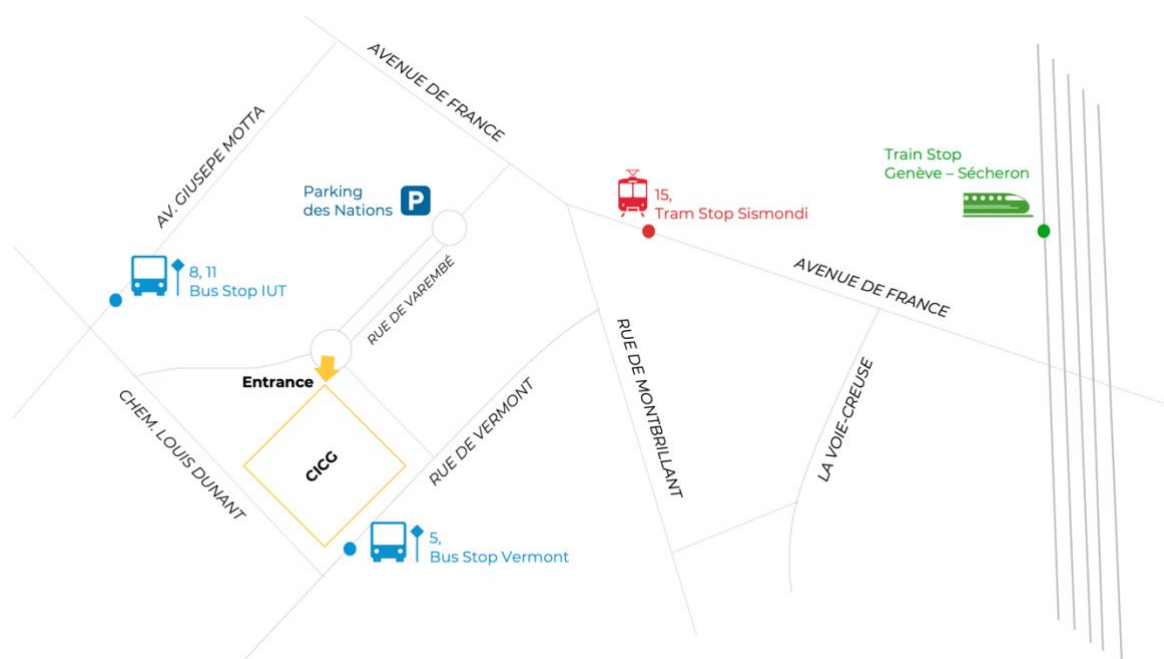 AVENUE DE FRANCE
AV. GIUSEPE MOTTA
Train Stop
Genève – Sécheron
Parking
des Nations
P
15,
Tram Stop Sismondi
8, 11
Bus Stop IUT
AVENUE DE FRANCE
RUE DE VAREMBÉ
RUE DE MONTBRILLANT
Entrance
LA VOIE-CREUSE
CHEM. LOUIS DUNANT
RUE DE VERMONT
CICG
5,
Bus Stop Vermont